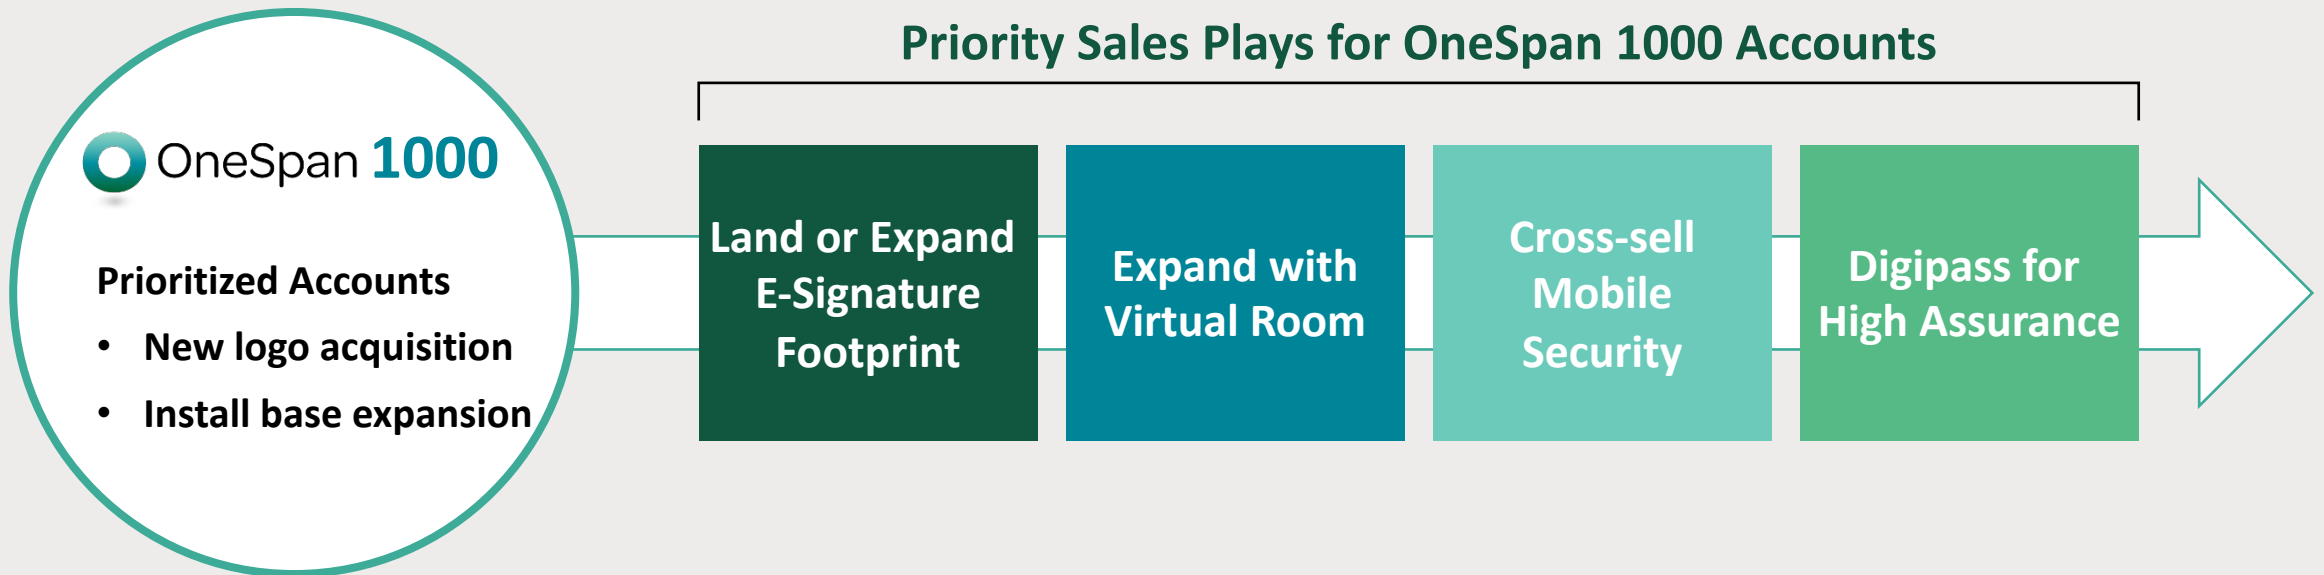 Priority Sales Plays for OneSpan 1000 Accounts
OneSpan 1000
Prioritized Accounts
• New logo acquisition
• Install base expansion
Land or Expand
E-Signature
Footprint
Expand with
Virtual Room
Cross-sell
Mobile
Security
Digipass for
High Assurance